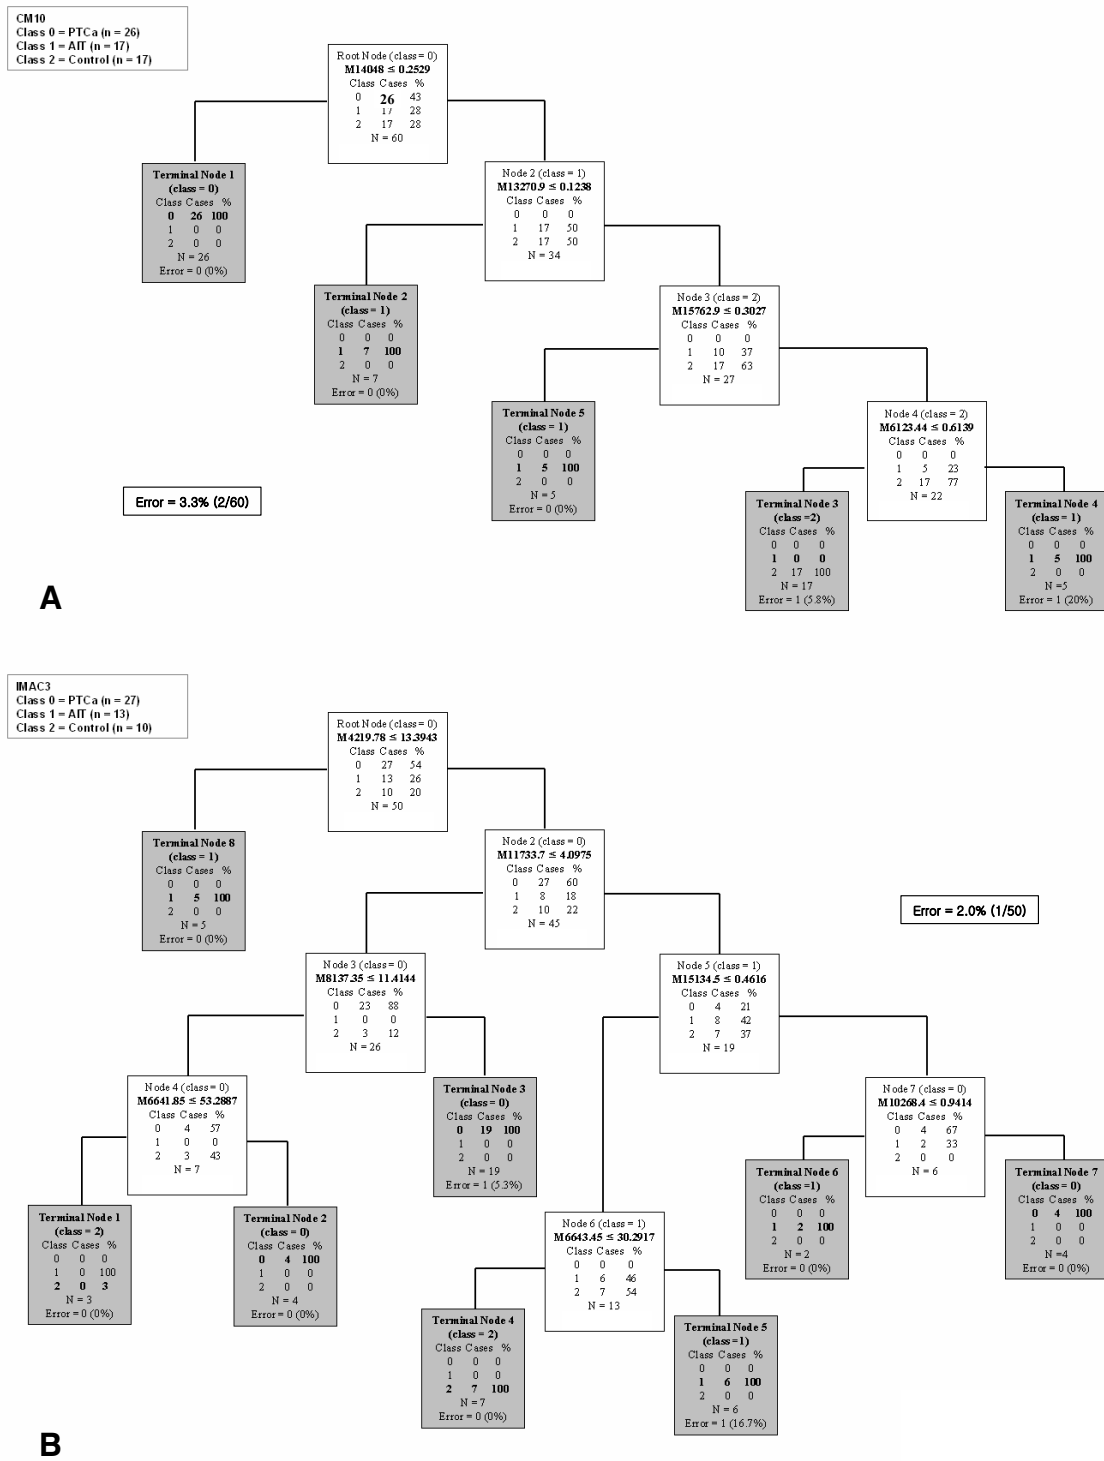 CM10
Class 0 = PTCa (n = 26)
Class 1 = AIT (n = 17)
Class 2 = Control (n = 17)
Root Node (class = 0)
M14048 ≤ 0.2529
Class Cases %
0 26 43
1 17 28
2 17 28
N = 60
Terminal Node 1
(class = 0)
Class Cases %
0 26 100
1 0 0
2 0 0
N = 26
Error = 0 (0%)
Node 2 (class = 1)
M13270.9 ≤ 0.1238
Class Cases %
0 0 0
1 17 50
2 17 50
N = 34
Terminal Node 2
(class = 1)
Class Cases %
0 0 0
1 7 100
2 0 0
N = 7
Error = 0 (0%)
Node 3 (class = 2)
M15762.9 ≤ 0.3027
Class Cases %
0 0 0
1 10 37
2 17 63
N = 27
Terminal Node 5
(class = 1)
Class Cases %
0 0 0
1 5 100
2 0 0
N = 5
Error = 0 (0%)
Node 4 (class = 2)
M6123.44 ≤ 0.6139
Class Cases %
0 0 0
1 5 23
2 17 77
N = 22
Terminal Node 3
(class =2)
Class Cases %
0 0 0
1 0 0
2 17 100
N = 17
Error = 1 (5.8%)
Terminal Node 4
(class = 1)
Class Cases %
0 0 0
1 5 100
2 0 0
N =5
Error = 1 (20%)
Error = 3.3% (2/60)
A
IMAC3
Class 0 = PTCa (n = 27)
Class 1 = AIT (n = 13)
Class 2 = Control (n = 10)
Root Node (class = 0)
M4219.78 ≤ 13.3943
Class Cases %
0 27 54
1 13 26
2 10 20
N = 50
Terminal Node 8
(class = 1)
Class Cases %
0 0 0
1 5 100
2 0 0
N = 5
Error = 0 (0%)
Node 2 (class = 0)
M11733.7 ≤ 4.0975
Class Cases %
0 27 60
1 8 18
2 10 22
N = 45
Error = 2.0% (1/50)
Node 3 (class = 0)
M8137.35 ≤ 11.4144
Class Cases %
0 23 88
1 0 0
2 3 12
N = 26
Node 5 (class = 1)
M15134.5 ≤ 0.4616
Class Cases %
0 4 21
1 8 42
2 7 37
N = 19
Node 4 (class = 0)
M6641.85 ≤ 53.2887
Class Cases %
0 4 57
1 0 0
2 3 43
N = 7
Terminal Node 3
(class = 0)
Class Cases %
0 19 100
1 0 0
2 0 0
N = 19
Error = 1 (5.3%)
Node 7 (class = 0)
M10268.4 ≤ 0.9414
Class Cases %
0 4 67
1 2 33
2 0 0
N = 6
Terminal Node 6
(class =1)
Class Cases %
0 0 0
1 2 100
2 0 0
N = 2
Error = 0 (0%)
Terminal Node 7
(class = 0)
Class Cases %
0 4 100
1 0 0
2 0 0
N =4
Error = 0 (0%)
Terminal Node 1
(class = 2)
Class Cases %
0 0 0
1 0 100
2 0 3
N = 3
Error = 0 (0%)
Terminal Node 2
(class = 0)
Class Cases %
0 4 100
1 0 0
2 0 0
N = 4
Error = 0 (0%)
Node 6 (class = 1)
M6643.45 ≤ 30.2917
Class Cases %
0 0 0
1 6 46
2 7 54
N = 13
Terminal Node 4
(class = 2)
Class Cases %
0 0 0
1 0 0
2 7 100
N = 7
Error = 0 (0%)
Terminal Node 5
(class =1)
Class Cases %
0 0 0
1 6 100
2 0 0
N = 6
Error = 1 (16.7%)
B